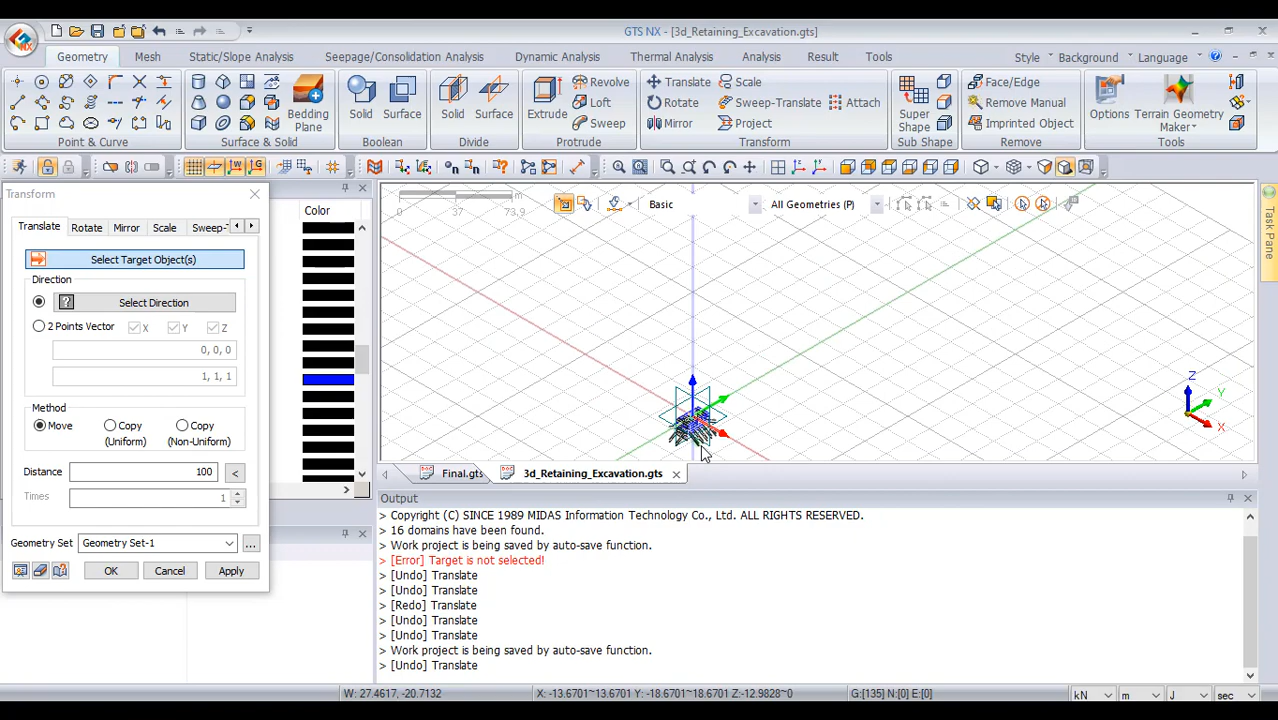 GTS NX - [3d_Retaining_Excavation.gts]
Geometry Mesh Static/Slope Analysis Seepage/Consolidation Analysis Dynamic Analysis Thermal Analysis Analysis Result Tools Style Background Language
Solid Surface Solid Surface Extrude Revolve Loft Sweep Translate Scale
Rotate Sweep-Translate Attach
Mirror Project
Bedding Plane
Super Shape
Face/Edge
Remove Manual
Imprinted Object
Options Terrain Geometry Maker
Point & Curve Surface & Solid Boolean Divide Protrude Transform Sub Shape Remove Tools
Transform
Translate Rotate Mirror Scale Sweep-T
Select Target Object(s)
Direction
Select Direction
2 Points Vector X Y Z
0, 0, 0
1, 1, 1
Method
Move Copy (Uniform) Copy (Non-Uniform)
Distance 100 <
Times 1
Geometry Set Geometry Set-1 ...
OK Cancel Apply
Color
m
0 37 73.9
Basic All Geometries (P)
Z
Y
X
Final.gts 3d_Retaining_Excavation.gts
Task Pane
Output
> Copyright (C) SINCE 1989 MIDAS Information Technology Co., Ltd. ALL RIGHTS RESERVED.
> 16 domains have been found.
> Work project is being saved by auto-save function.
> [Error] Target is not selected!
> [Undo] Translate
> [Undo] Translate
> [Redo] Translate
> [Undo] Translate
> [Undo] Translate
> Work project is being saved by auto-save function.
> [Undo] Translate
W: 27.4617, -20.7132 X: -13.6701~13.6701 Y: -18.6701~18.6701 Z:-12.9828~0 G:[135] N:[0] E:[0] kN m J sec